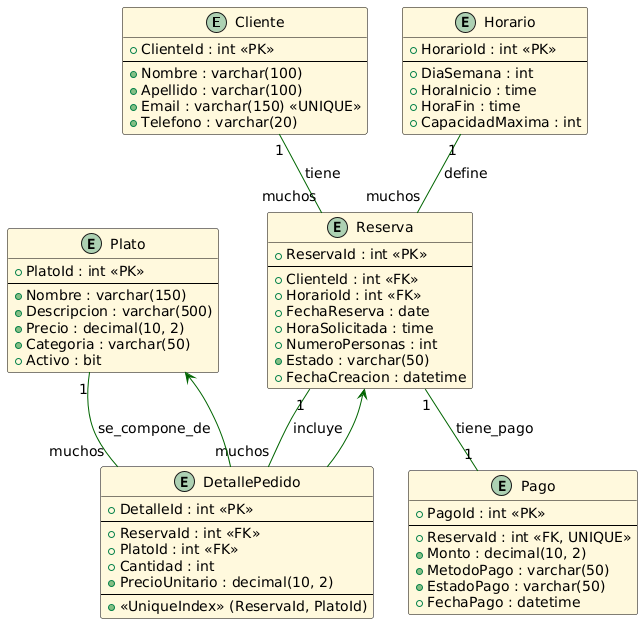 E Cliente
ClienteId : int «PK»
Nombre : varchar(100)
Apellido : varchar(100)
Email : varchar(150) «UNIQUE»
Telefono : varchar(20)
E Horario
HorarioId : int «PK»
DiaSemana : int
HoraInicio : time
HoraFin : time
CapacidadMaxima : int
1
tiene
muchos
1
define
muchos
E Plato
PlatoId : int «PK»
Nombre : varchar(150)
Descripcion : varchar(500)
Precio : decimal(10, 2)
Categoria : varchar(50)
Activo : bit
E Reserva
ReservaId : int «PK»
ClienteId : int «FK»
HorarioId : int «FK»
FechaReserva : date
HoraSolicitada : time
NumeroPersonas : int
Estado : varchar(50)
FechaCreacion : datetime
1
se_compone_de
muchos
1
incluye
muchos
1
tiene_pago
1
E DetallePedido
DetalleId : int «PK»
ReservaId : int «FK»
PlatoId : int «FK»
Cantidad : int
PrecioUnitario : decimal(10, 2)
«UniqueIndex» (ReservaId, PlatoId)
E Pago
PagoId : int «PK»
ReservaId : int «FK, UNIQUE»
Monto : decimal(10, 2)
MetodoPago : varchar(50)
EstadoPago : varchar(50)
FechaPago : datetime